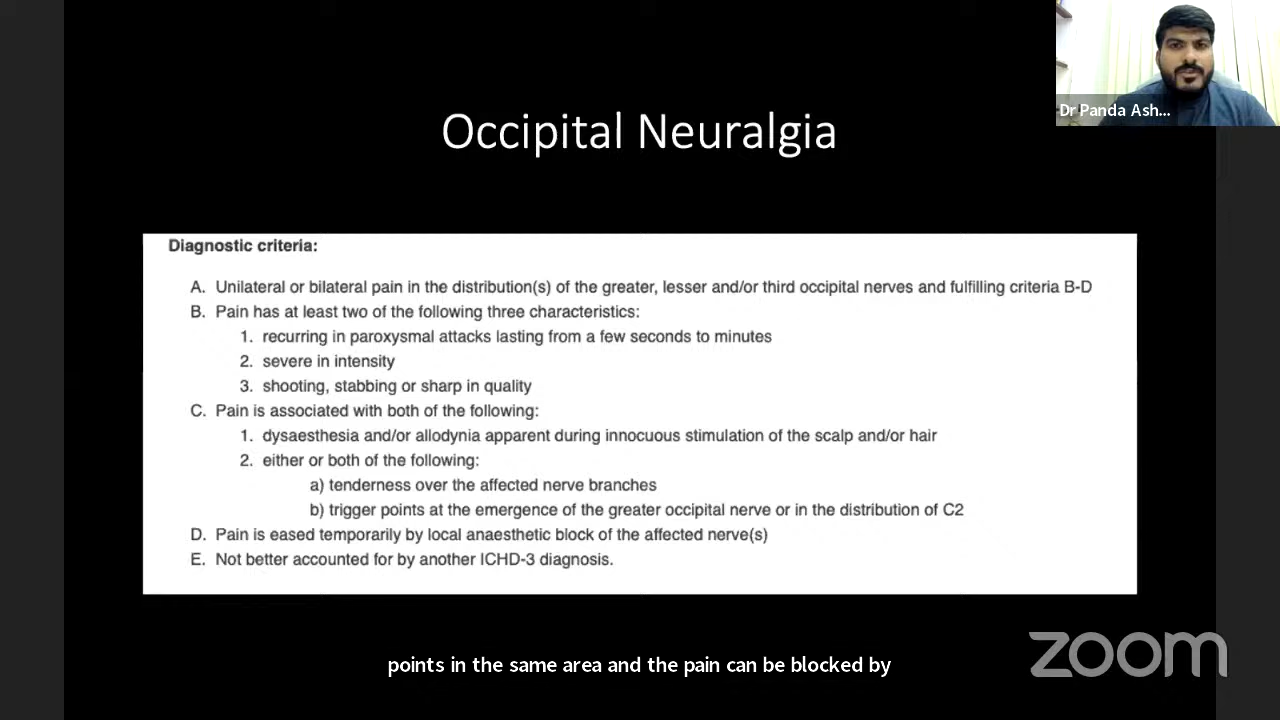 Dr Panda Ash...
Occipital Neuralgia
Diagnostic criteria:
A. Unilateral or bilateral pain in the distribution(s) of the greater, lesser and/or third occipital nerves and fulfilling criteria B-D
B. Pain has at least two of the following three characteristics:
1. recurring in paroxysmal attacks lasting from a few seconds to minutes
2. severe in intensity
3. shooting, stabbing or sharp in quality
C. Pain is associated with both of the following:
1. dysaesthesia and/or allodynia apparent during innocuous stimulation of the scalp and/or hair
2. either or both of the following:
a) tenderness over the affected nerve branches
b) trigger points at the emergence of the greater occipital nerve or in the distribution of C2
D. Pain is eased temporarily by local anaesthetic block of the affected nerve(s)
E. Not better accounted for by another ICHD-3 diagnosis.
points in the same area and the pain can be blocked by
zoom